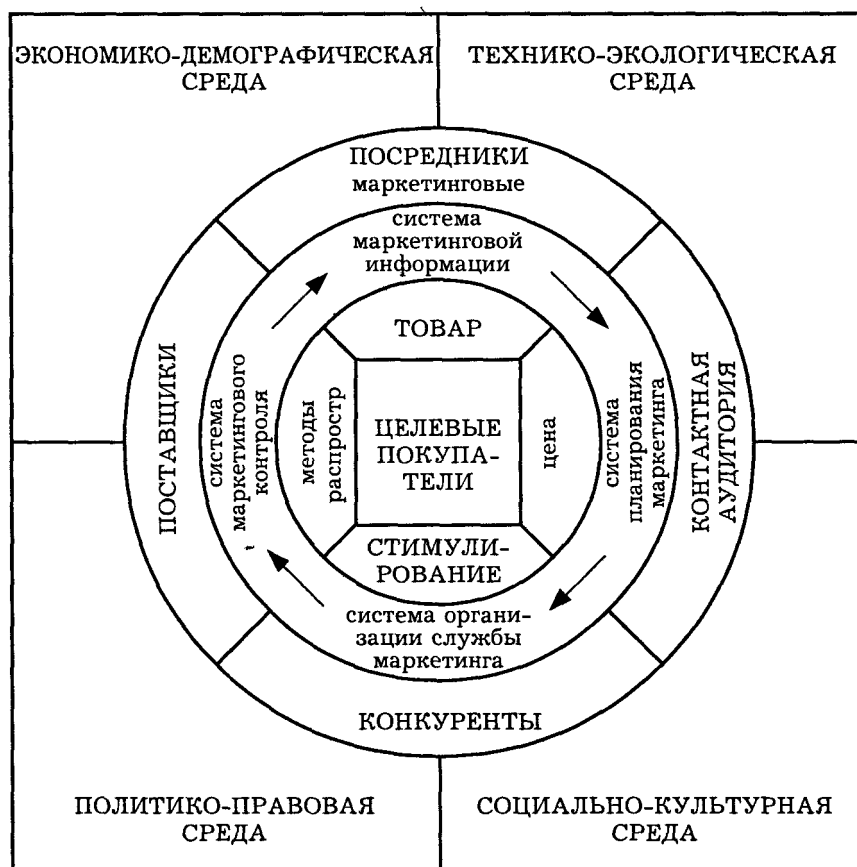 ЭКОНОМИКО-ДЕМОГРАФИЧЕСКАЯ
СРЕДА
ТЕХНИКО-ЭКОЛОГИЧЕСКАЯ
СРЕДА
ПОСРЕДНИКИ
маркетинговые
система
маркетинговой
информации
ТОВАР
ПОСТАВЩИКИ
система
маркетингового
контроля
методы
распростр
ЦЕЛЕВЫЕ
ПОКУПА-
ТЕЛИ
цена
система
планирования
маркетинга
КОНТАКТНАЯ
АУДИТОРИЯ
СТИМУЛИ-
РОВАНИЕ
система органи-
зации службы
маркетинга
КОНКУРЕНТЫ
ПОЛИТИКО-ПРАВОВАЯ
СРЕДА
СОЦИАЛЬНО-КУЛЬТУРНАЯ
СРЕДА